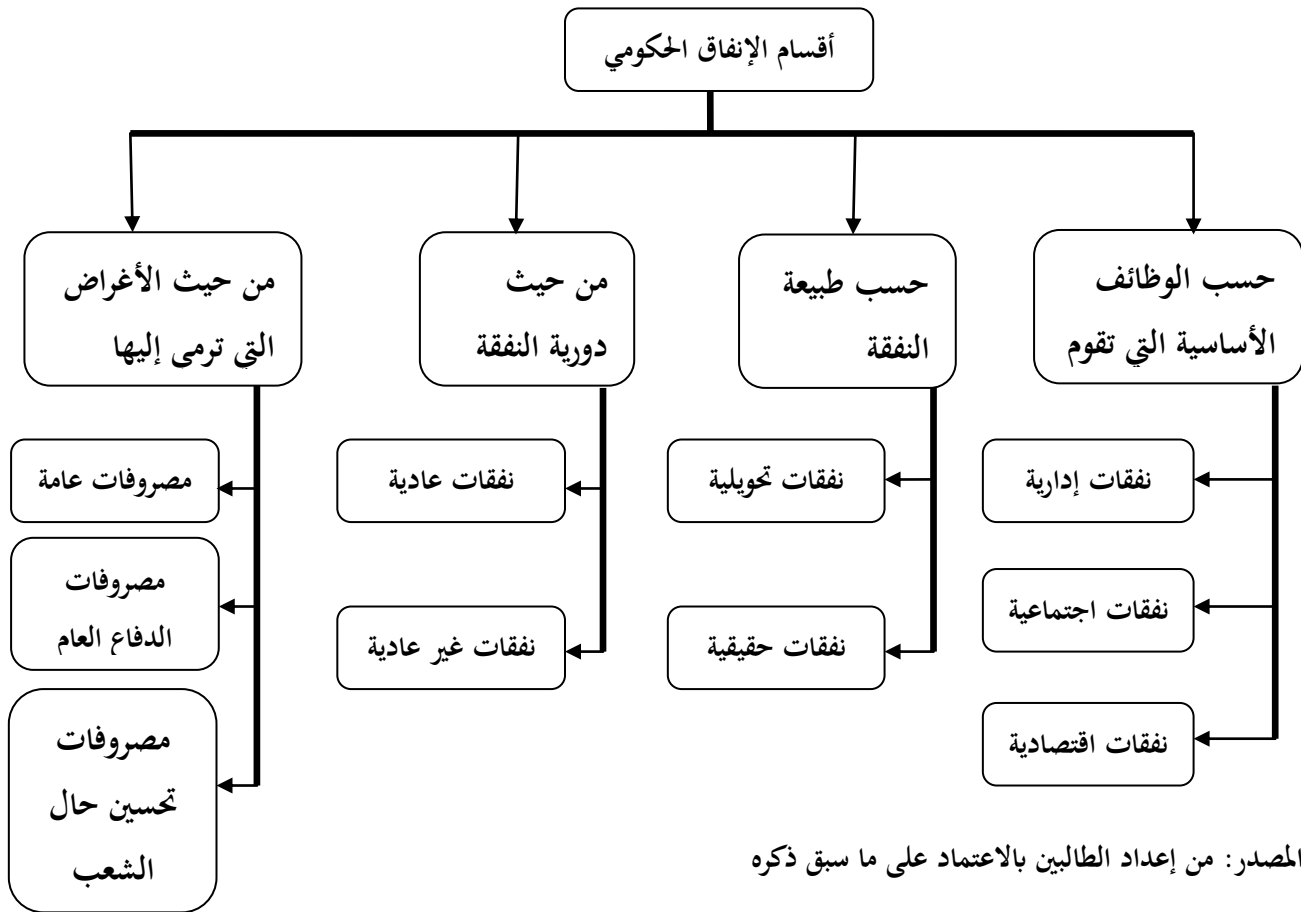 أقسام الإنفاق الحكومي
حسب الوظائف
الأساسية التي تقوم
حسب طبيعة
النفقة
من حيث
دورية النفقة
من حيث الأغراض
التي ترمى إليها
نفقات إدارية
نفقات اجتماعية
نفقات اقتصادية
نفقات تحويلية
نفقات حقيقية
نفقات عادية
نفقات غير عادية
مصروفات عامة
مصروفات
الدفاع العام
مصروفات
تحسين حال
الشعب
المصدر: من إعداد الطالبين بالاعتماد على ما سبق ذكره